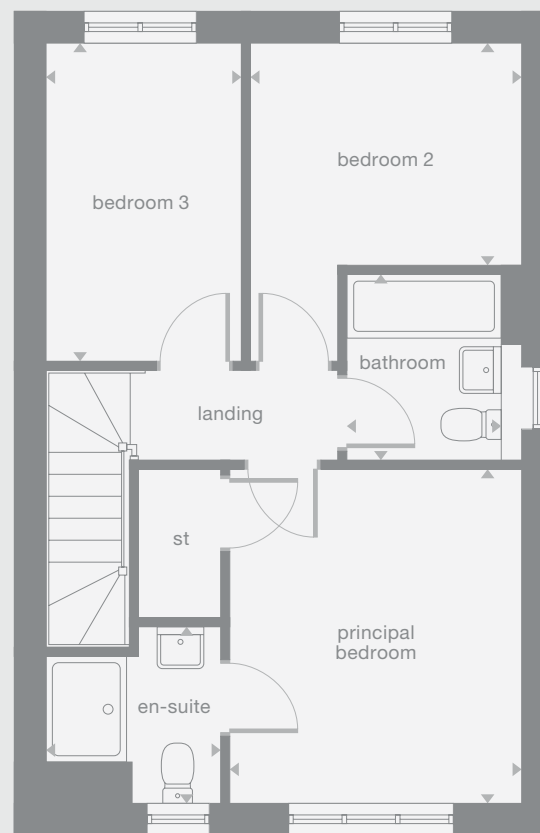 bedroom 2
bedroom 3
bathroom
landing
st
principal
bedroom
en-suite